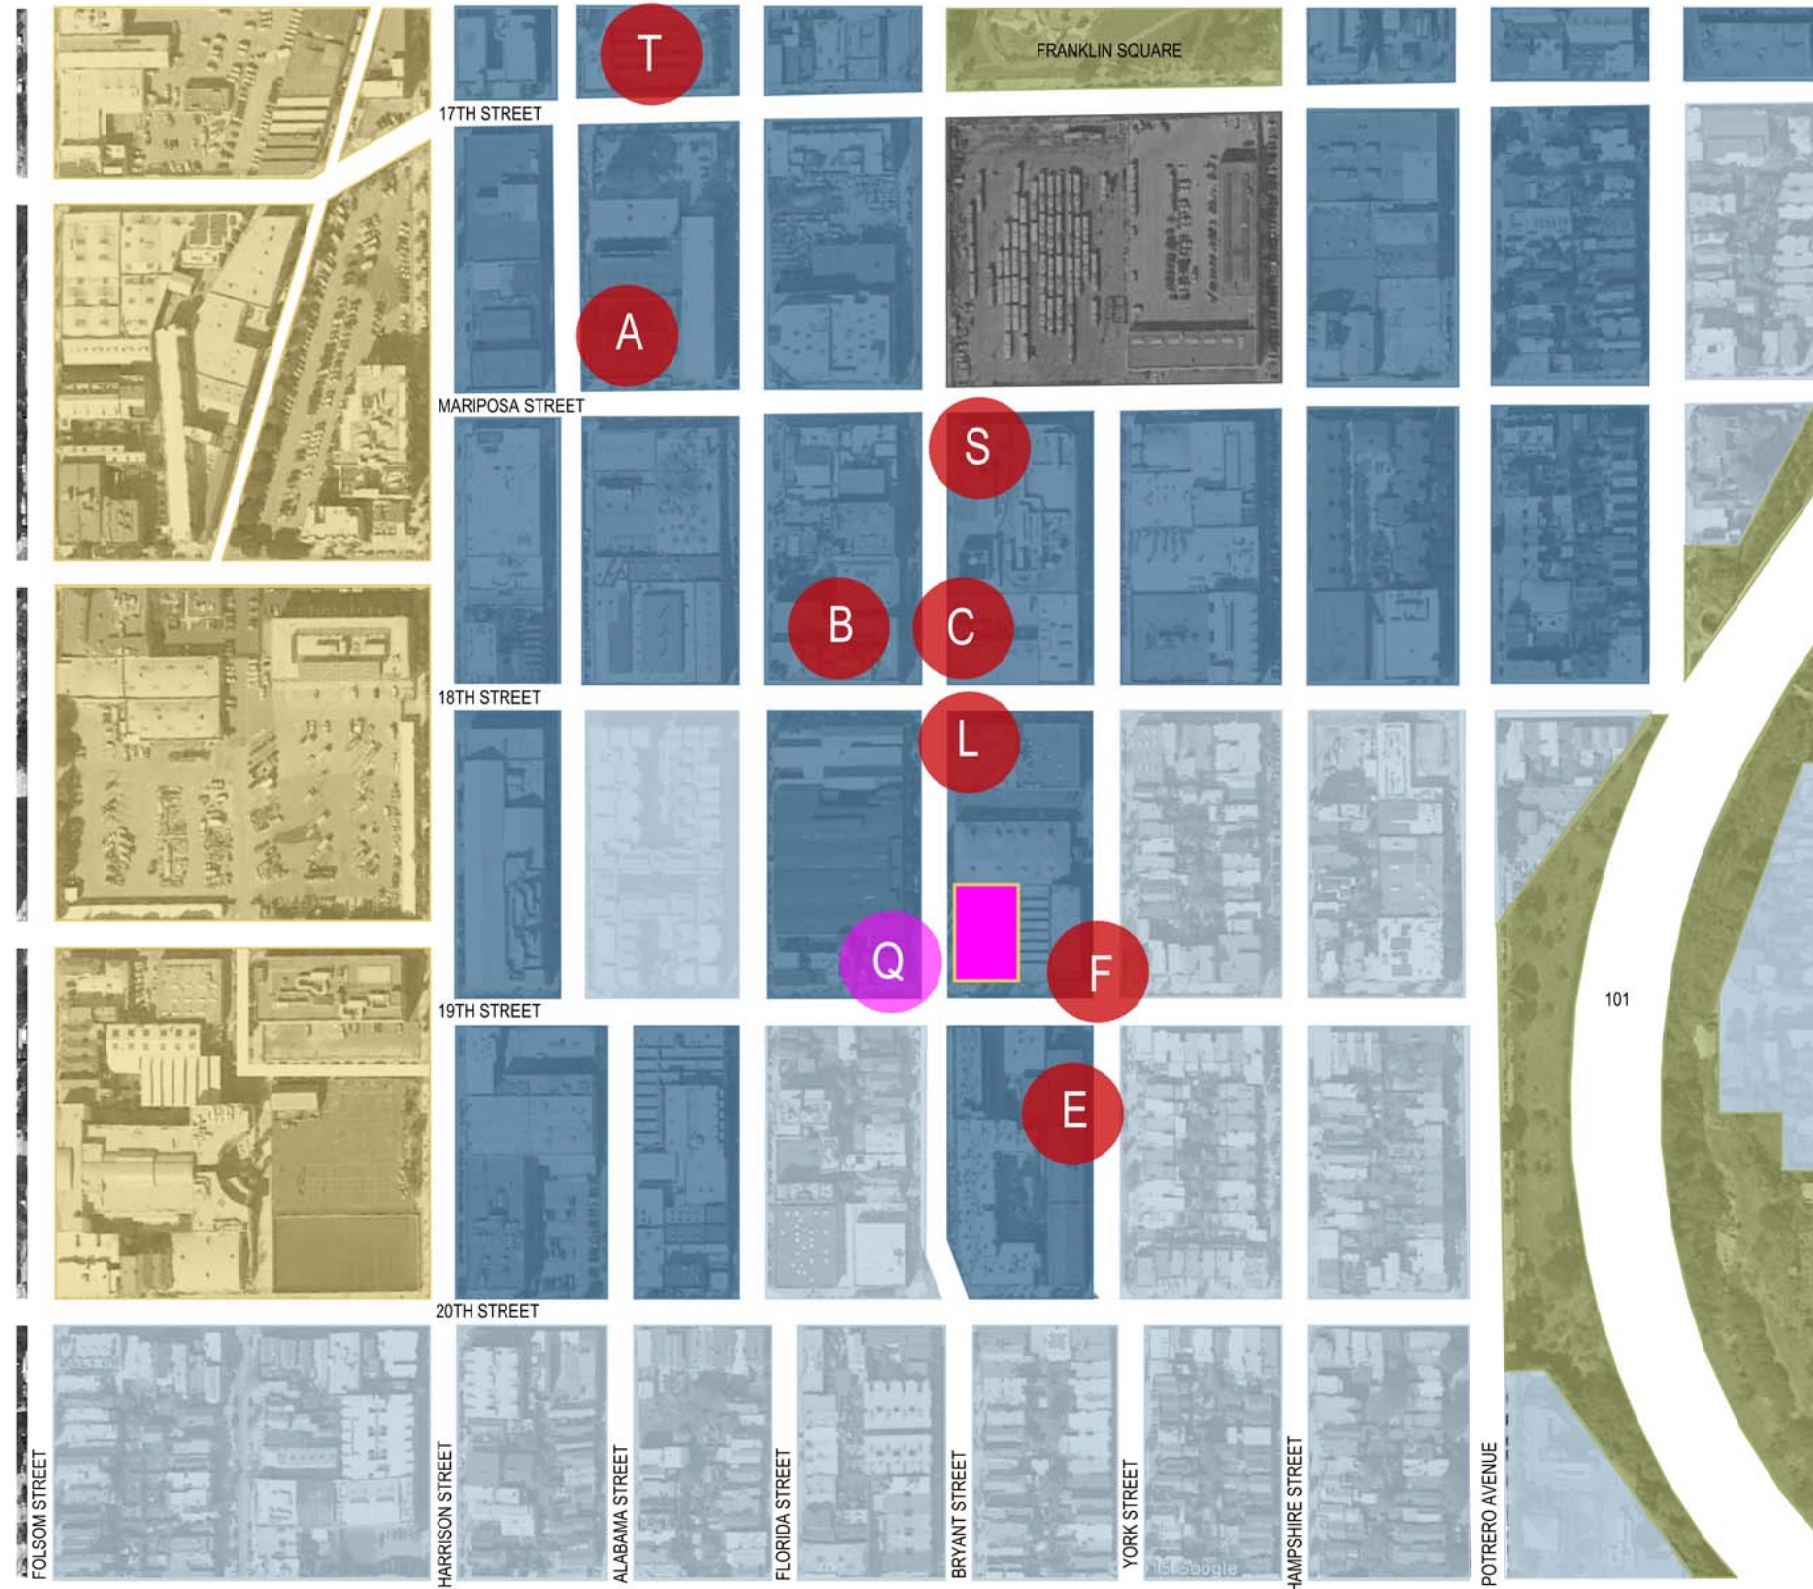 T
FRANKLIN SQUARE
17TH STREET
A
MARIPOSA STREET
S
B
C
18TH STREET
L
Q
F
101
19TH STREET
E
20TH STREET
FOLSOM STREET
HARRISON STREET
ALABAMA STREET
FLORIDA STREET
BRYANT STREET
YORK STREET
HAMPSHIRE STREET
POTRERO AVENUE
Google